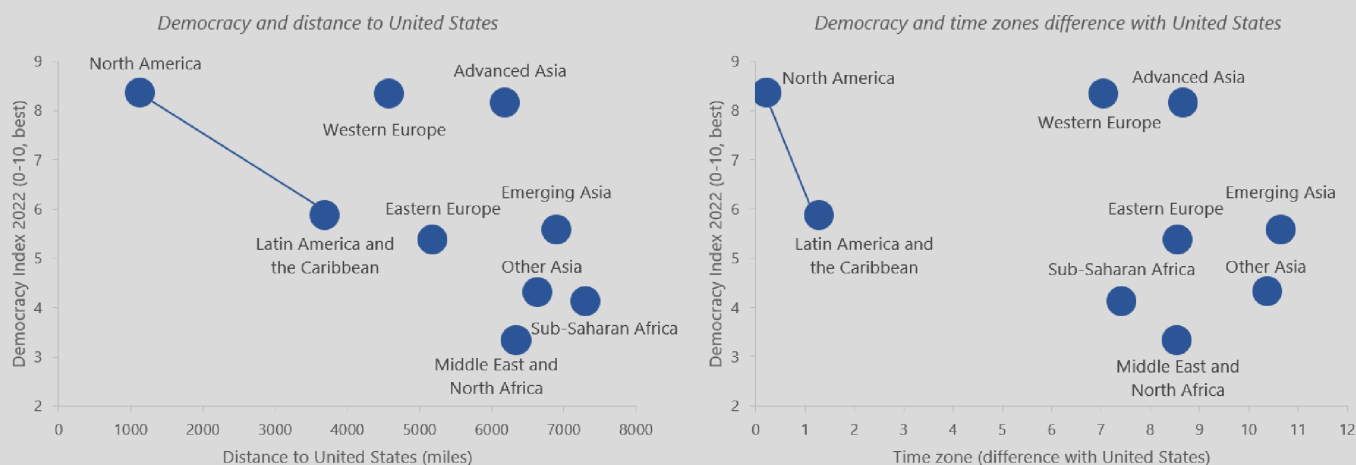 Democracy and distance to United States
Democracy Index 2022 (0-10, best)
9
8
7
6
5
4
3
2
North America
Advanced Asia
Western Europe
Emerging Asia
Eastern Europe
Latin America and
the Caribbean
Other Asia
Sub-Saharan Africa
Middle East and
North Africa
0
1000
2000
3000
4000
5000
6000
7000
8000
Distance to United States (miles)
Democracy and time zones difference with United States
Democracy Index 2022 (0-10, best)
9
8
7
6
5
4
3
2
North America
Advanced Asia
Western Europe
Emerging Asia
Eastern Europe
Latin America and
the Caribbean
Sub-Saharan Africa
Other Asia
Middle East and
North Africa
0
1
2
3
4
5
6
7
8
9
10
11
12
Time zone (difference with United States)